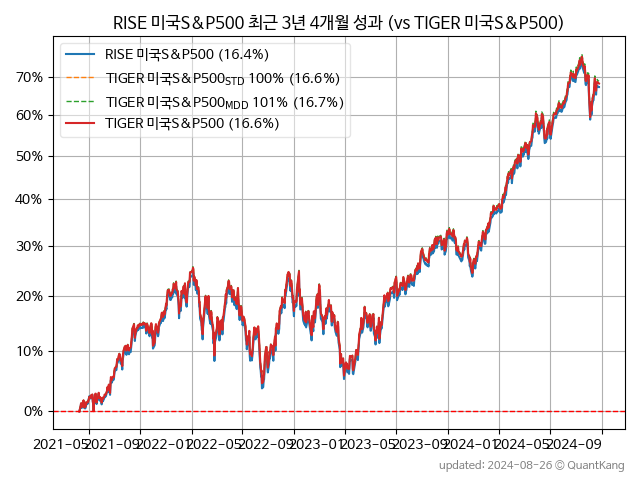 RISE 미국S&P500 최근 3년 4개월 성과 (vs TIGER 미국S&P500)
RISE 미국S&P500 (16.4%)
TIGER 미국S&P500STD 100% (16.6%)
TIGER 미국S&P500MDD 101% (16.7%)
TIGER 미국S&P500 (16.6%)
70%
60%
50%
40%
30%
20%
10%
0%
2021-05 2021-09 2022-01 2022-05 2022-09 2023-01 2023-05 2023-09 2024-01 2024-05 2024-09
updated: 2024-08-26 © QuantKang